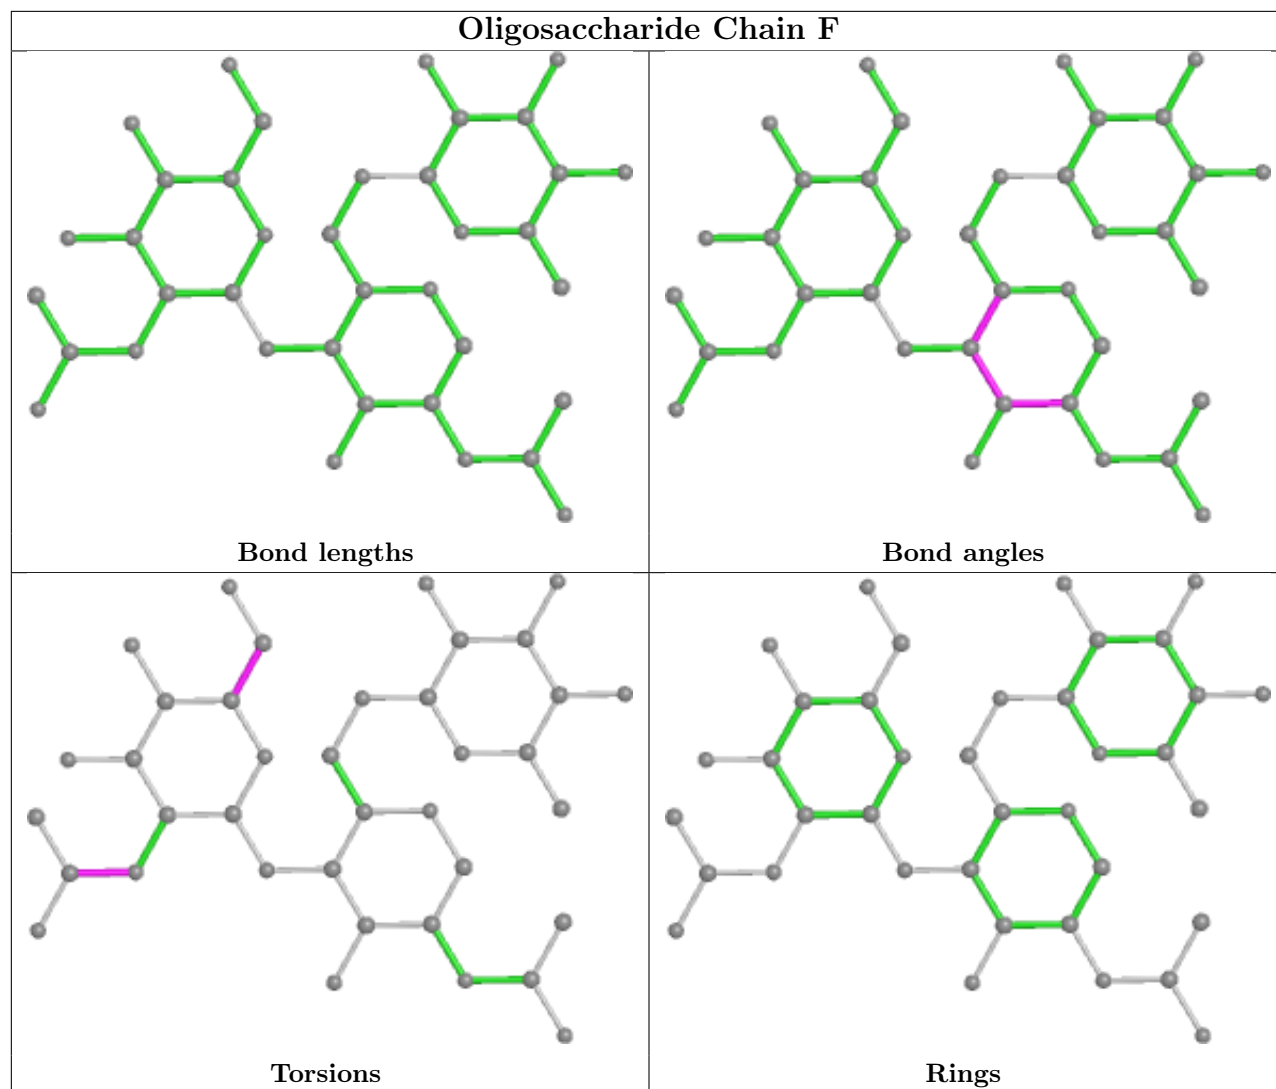 Oligosaccharide Chain F
Bond lengths
Bond angles
Torsions
Rings